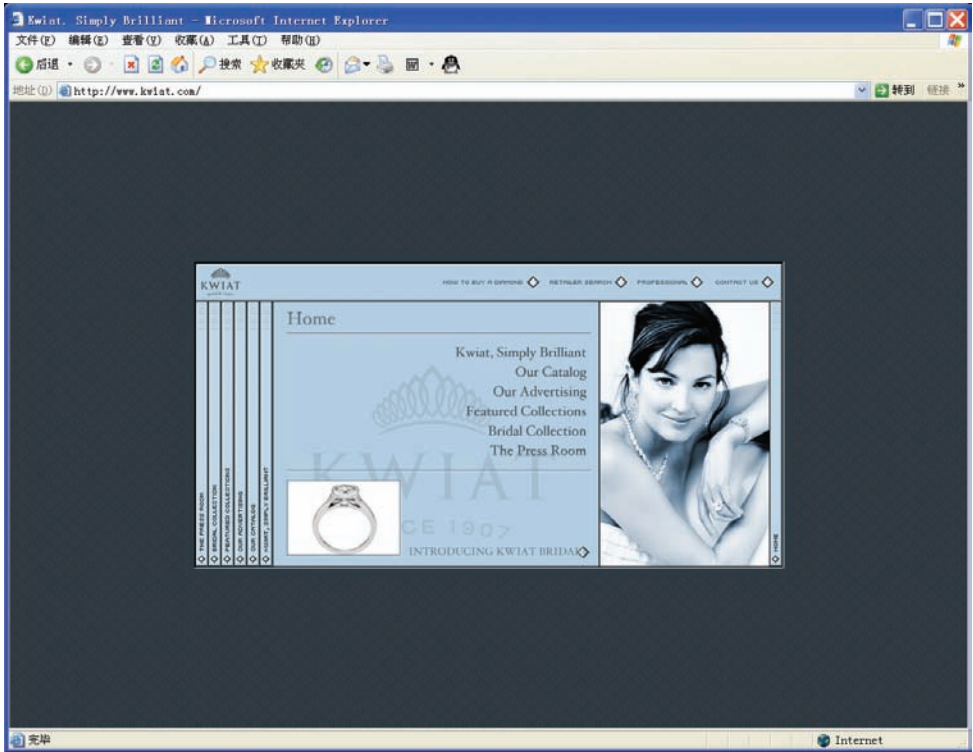 Kwiat, Simply Brilliant - Microsoft Internet Explorer
文件(F) 编辑(E) 查看(V) 收藏(A) 工具(T) 帮助(H)
后退 搜索 收藏夹
地址(D) http://www.kwiat.com/ 转到 链接 »
KWIAT
HOW TO BUY A DIAMOND RETAILER SEARCH PROFESSIONAL CONTACT US
Home
Kwiat, Simply Brilliant
Our Catalog
Our Advertising
Featured Collections
Bridal Collection
The Press Room
KWIAT
CE 1907
INTRODUCING KWIAT BRIDAL
THE PRESS ROOM
BRIDAL COLLECTION
FEATURED COLLECTIONS
OUR ADVERTISING
OUR CATALOG
KWIAT, SIMPLY BRILLIANT
HOME
完毕 Internet